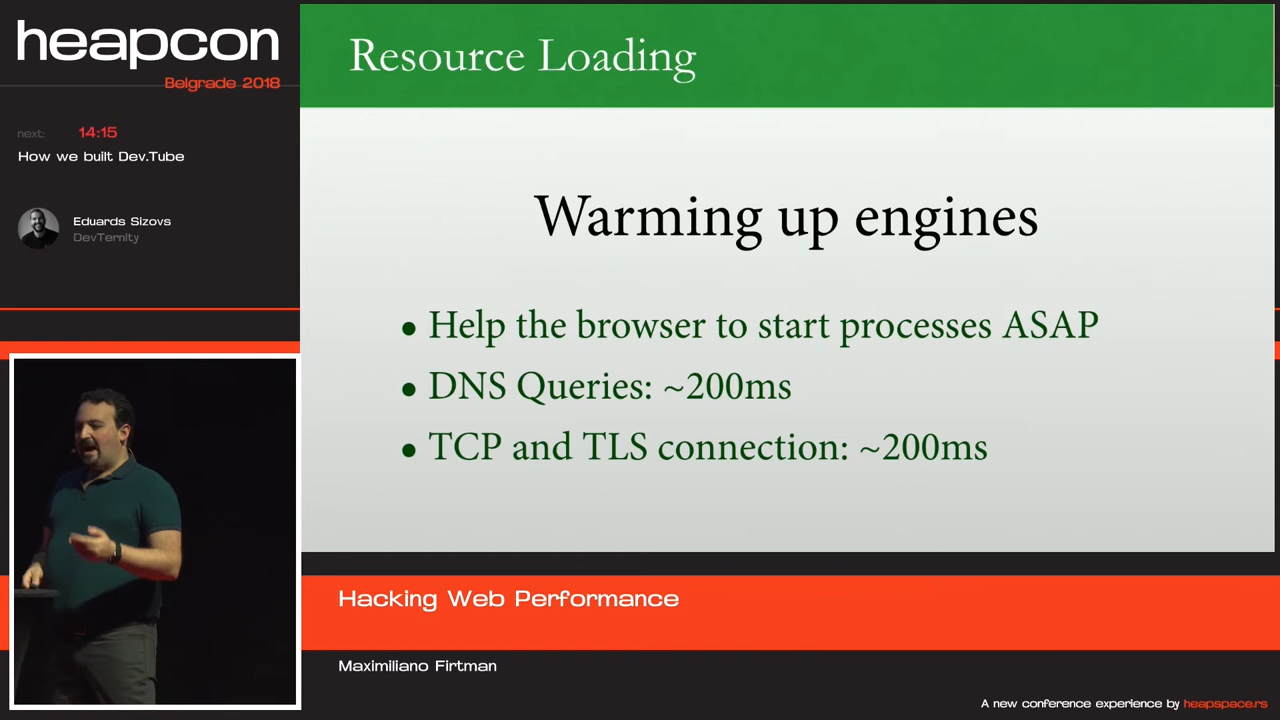 heapcon
Belgrade 2018
next: 14:15
How we built Dev.Tube
Eduards Sizovs
DevTernity
Resource Loading
Warming up engines
• Help the browser to start processes ASAP
• DNS Queries: ~200ms
• TCP and TLS connection: ~200ms
Hacking Web Performance
Maximiliano Firtman
A new conference experience by heapspace.rs